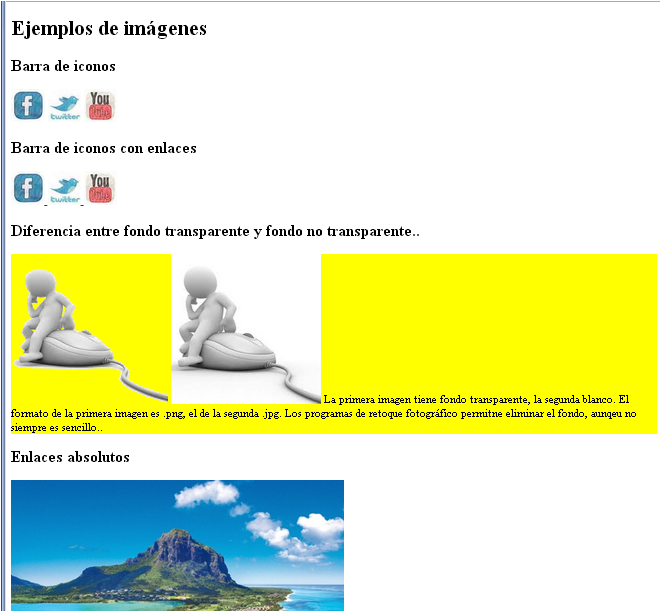 Ejemplos de imágenes
Barra de iconos
f twitter You Tube
Barra de iconos con enlaces
f twitter You Tube
Diferencia entre fondo transparente y fondo no transparente..
La primera imagen tiene fondo transparente, la segunda blanco. El
formato de la primera imagen es .png, el de la segunda .jpg. Los programas de retoque fotográfico permitne eliminar el fondo, aunqeu no
siempre es sencillo..
Enlaces absolutos